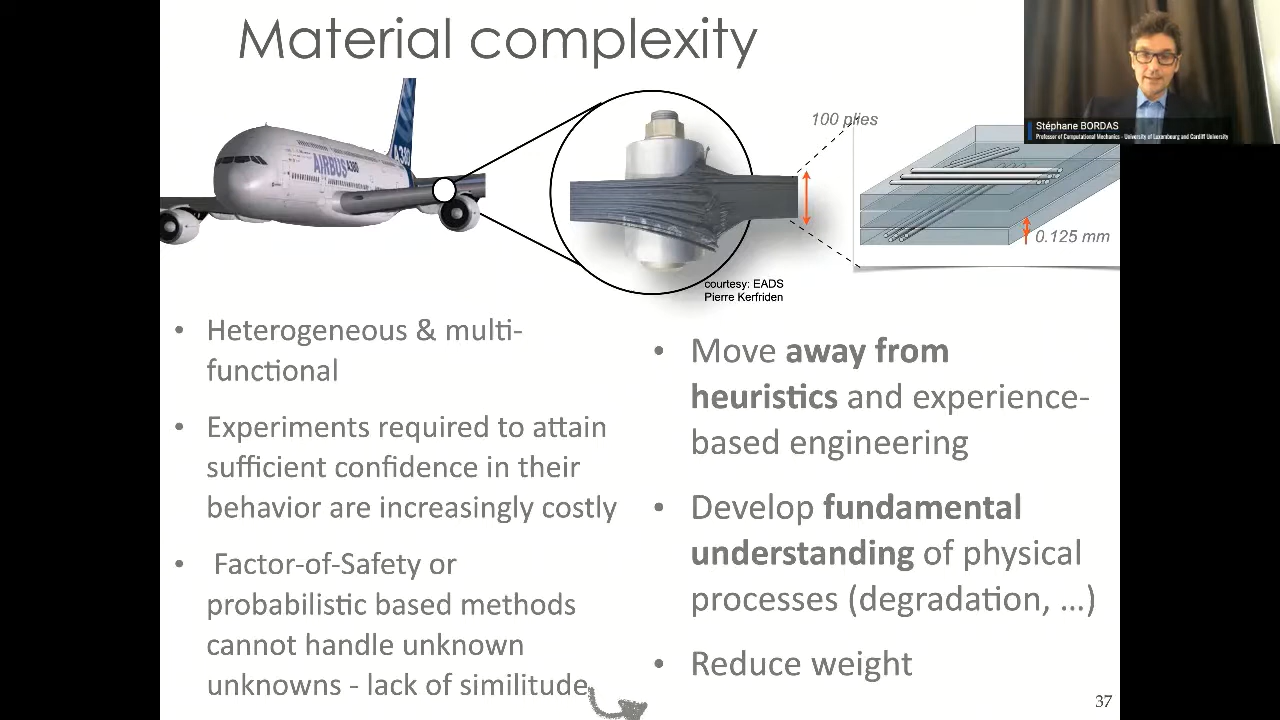 Material complexity
Stéphane BORDAS
Professor of Computational Mechanics - University of Luxembourg and Cardiff University
AIRBUS A380
A380
100 plies
0.125 mm
courtesy: EADS
Pierre Kerfriden
• Heterogeneous & multi-
functional
• Experiments required to attain
sufficient confidence in their
behavior are increasingly costly
• Factor-of-Safety or
probabilistic based methods
cannot handle unknown
unknowns - lack of similitude
• Move away from
heuristics and experience-
based engineering
• Develop fundamental
understanding of physical
processes (degradation, ...)
• Reduce weight
37